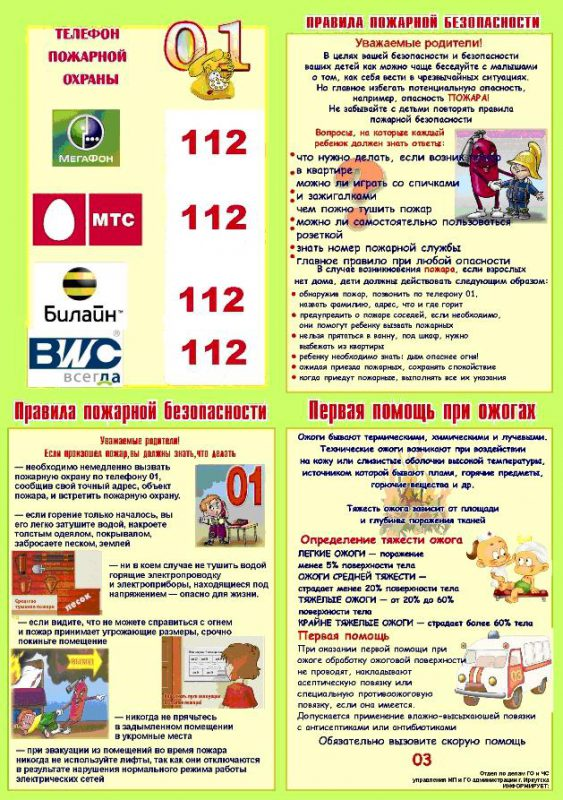 ТЕЛЕФОН
ПОЖАРНОЙ
ОХРАНЫ
01
МЕГАФОН
112
МТС
112
Билайн™
112
BWC®
всегда
112
ПРАВИЛА ПОЖАРНОЙ БЕЗОПАСНОСТИ
Уважаемые родители!
В целях вашей безопасности и безопасности
ваших детей как можно чаще беседуйте с малышами
о том, как себя вести в чрезвычайных ситуациях.
Но главное избегать потенциальную опасность,
например, опасность ПОЖАРА!
Не забывайте с детьми повторять правила
пожарной безопасности
Вопросы, на которые каждый
ребенок должен знать ответы:
что нужно делать, если возник пожар
в квартире
можно ли играть со спичками
и зажигалками
чем можно тушить пожар
можно ли самостоятельно пользоваться
розеткой
знать номер пожарной службы
главное правило при любой опасности
В случае возникновения пожара, если взрослых
нет дома, дети должны действовать следующим образом:
обнаружив пожар, позвонить по телефону 01,
назвать фамилию, адрес, что и где горит
предупредить о пожаре соседей, если необходимо,
они помогут ребенку вызвать пожарных
нельзя прятаться в ванну, под шкаф, нужно
выбежать из квартиры
ребенку необходимо знать: дым опаснее огня!
ожидая приезда пожарных, сохранять спокойствие
когда приедут пожарные, выполнять все их указания
Правила пожарной безопасности
Уважаемые родители!
Если произошел пожар,вы должны знать,что делать
— необходимо немедленно вызвать
пожарную охрану по телефону 01,
сообщив свой точный адрес, объект
пожара, и встретить пожарную охрану.
01
— если горение только началось, вы
его легко затушите водой, накроете
толстым одеялом, покрывалом,
забросаете песком, землей
песок
— ни в коем случае не тушить водой
горящие электропроводку
и электроприборы, находящиеся под
напряжением — опасно для жизни.
— если видите, что не можете справиться с огнем
и пожар принимает угрожающие размеры, срочно
покиньте помещение
ВЫХОД
— никогда не прячьтесь
в задымленном помещении
в укромные места
— при эвакуации из помещений во время пожара
никогда не используйте лифты, так как они отключаются
в результате нарушения нормального режима работы
электрических сетей
Первая помощь при ожогах
Ожоги бывают термическими, химическими и лучевыми.
Технические ожоги возникают при воздействии
на кожу или слизистые оболочки высокой температуры,
источником которой бывают пламя, горячие предметы,
горючие вещества и др.
Тяжесть ожога зависит от площади
и глубины поражения тканей
Определение тяжести ожога
ЛЕГКИЕ ОЖОГИ — поражение
менее 5% поверхности тела
ОЖОГИ СРЕДНЕЙ ТЯЖЕСТИ —
страдает менее 20% поверхности тела
ТЯЖЕЛЫЕ ОЖОГИ — от 20% до 60%
поверхности тела
КРАЙНЕ ТЯЖЕЛЫЕ ОЖОГИ — страдает более 60% тела
Первая помощь
При оказании первой помощи при
ожоге обработку ожоговой поверхности
не проводят, накладывают
асептическую повязку или
специальную противоожоговую
повязку, если она имеется.
03
Допускается применение влажно-высыхающей повязки
с антисептиками или антибиотиками
Обязательно вызовите скорую помощь
03
Отдел по делам ГО и ЧС
управления МП и ГО администрации г. Иркутска
ИНФОРМИРУЕТ: